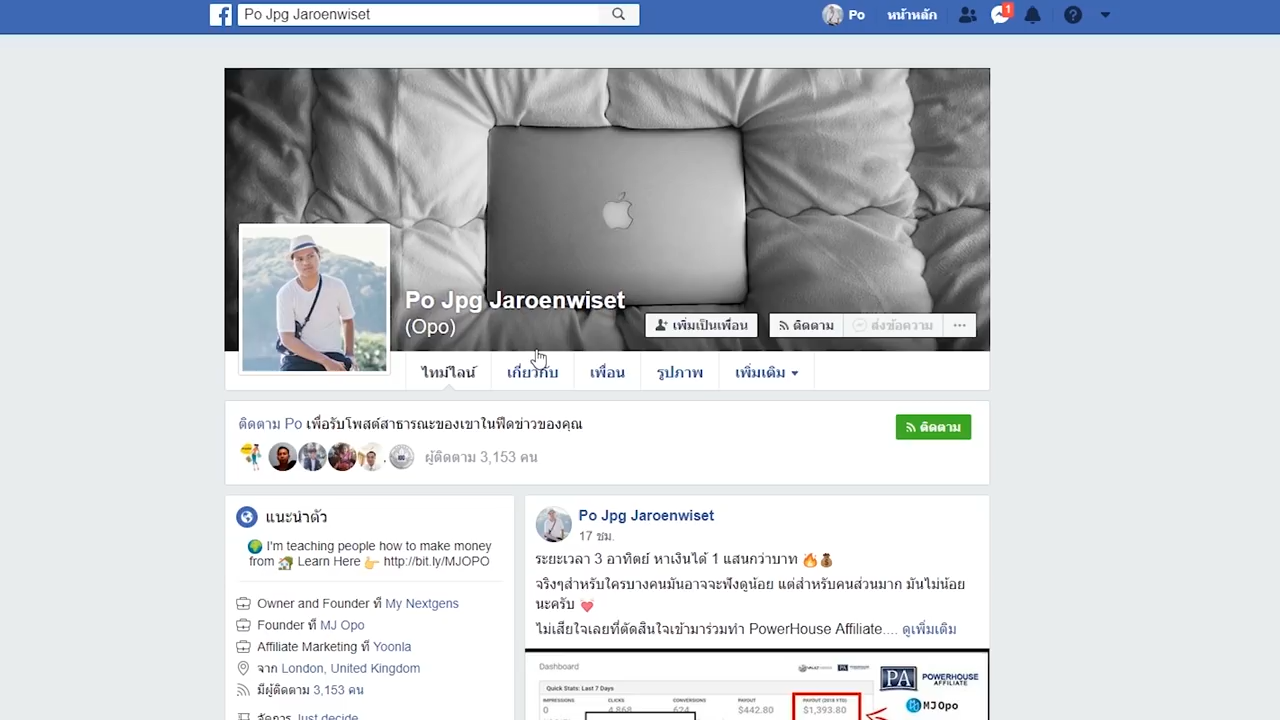 Po Jpg Jaroenwiset
Po
หน้าหลัก
1
Po Jpg Jaroenwiset
(Opo)
เพิ่มเป็นเพื่อน
ติดตาม
ส่งข้อความ
ไทม์ไลน์
เกี่ยวกับ
เพื่อน
รูปภาพ
เพิ่มเติม
ติดตาม Po เพื่อรับโพสต์สาธารณะของเขาในฟีดข่าวของคุณ
ติดตาม
ผู้ติดตาม 3,153 คน
แนะนำตัว
I'm teaching people how to make money
from Learn Here http://bit.ly/MJOPO
Owner and Founder ที่ My Nextgens
Founder ที่ MJ Opo
Affiliate Marketing ที่ Yoonla
จาก London, United Kingdom
มีผู้ติดตาม 3,153 คน
จัดการ Just decide
Po Jpg Jaroenwiset
17 ชม.
ระยะเวลา 3 อาทิตย์ หาเงินได้ 1 แสนกว่าบาท
จริงๆสำหรับใครบางคนมันอาจจะฟังดูน้อย แต่สำหรับคนส่วนมาก มันไม่น้อย
นะครับ
ไม่เสียใจเลยที่ตัดสินใจเข้ามาร่วมทำ PowerHouse Affiliate.... ดูเพิ่มเติม
Dashboard
PA POWERHOUSE
AFFILIATE
Quick Stats: Last 7 Days
IMPRESSIONS CLICKS CONVERSIONS PAYOUT PAYOUT (2018 YTD)
0 4,868 624 $442.80 $1,393.80
MJ Opo